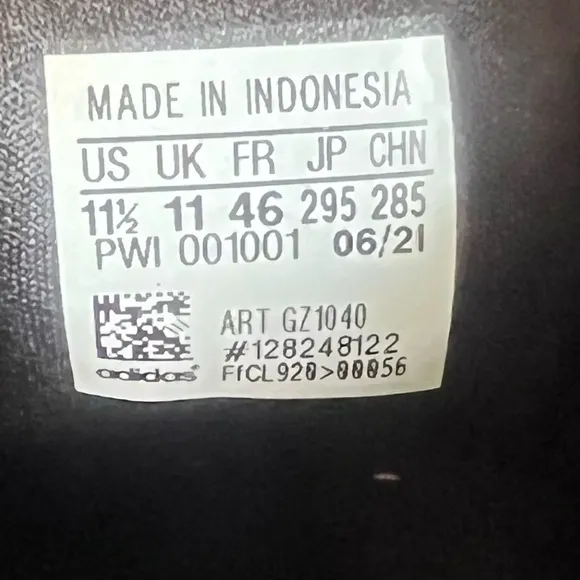 MADE IN INDONESIA
US UK FR JP CHN
11½ 11 46 295 285
PWI 001001 06/21
ART GZ1040
#128248122
FfCL920>00056
adidas